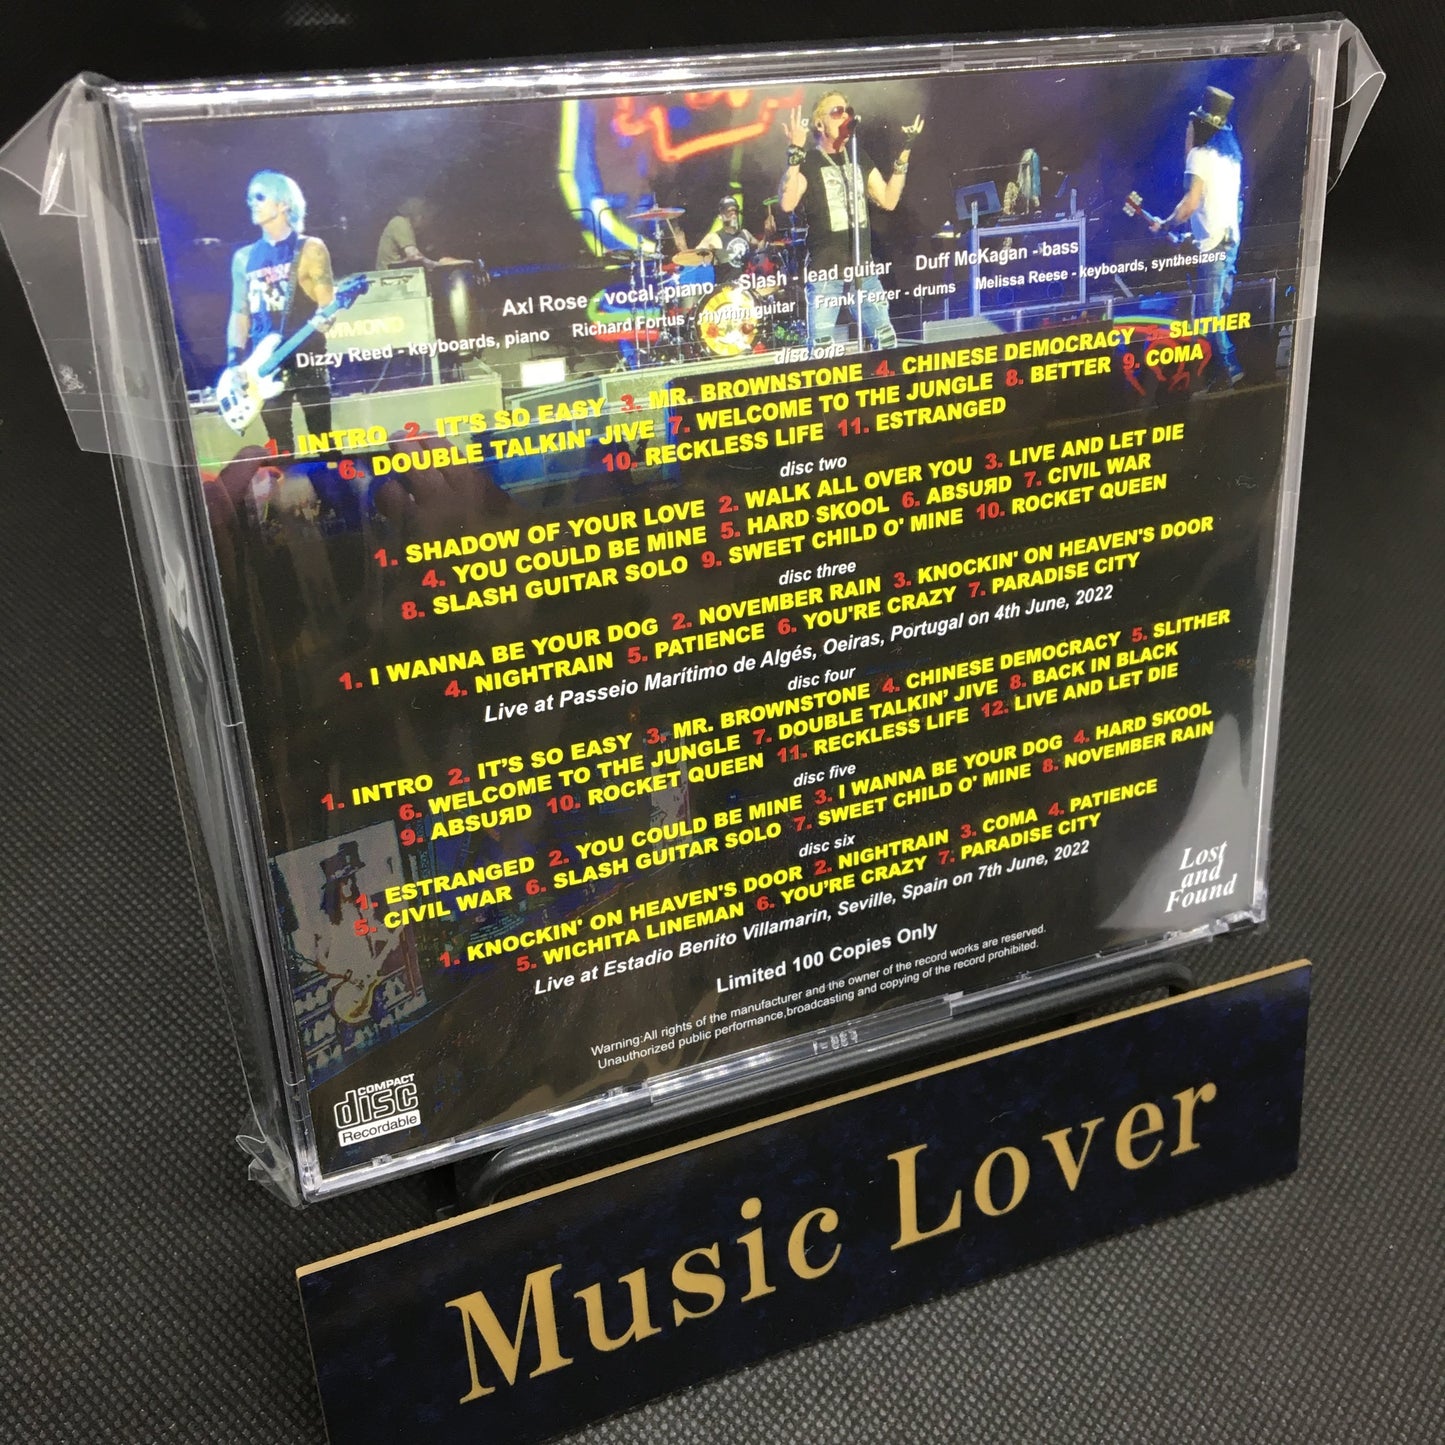 Axl Rose - vocal, piano Slash - lead guitar Duff McKagan - bass
Dizzy Reed - keyboards, piano Richard Fortus - rhythm guitar Frank Ferrer - drums Melissa Reese - keyboards, synthesizers
disc one
1. INTRO 2. IT'S SO EASY 3. MR. BROWNSTONE 4. CHINESE DEMOCRACY 5. SLITHER
6. DOUBLE TALKIN' JIVE 7. WELCOME TO THE JUNGLE 8. BETTER 9. COMA
10. RECKLESS LIFE 11. ESTRANGED
disc two
1. SHADOW OF YOUR LOVE 2. WALK ALL OVER YOU 3. LIVE AND LET DIE
4. YOU COULD BE MINE 5. HARD SKOOL 6. ABSUЯD 7. CIVIL WAR
8. SLASH GUITAR SOLO 9. SWEET CHILD O' MINE 10. ROCKET QUEEN
disc three
1. I WANNA BE YOUR DOG 2. NOVEMBER RAIN 3. KNOCKIN' ON HEAVEN'S DOOR
4. NIGHTRAIN 5. PATIENCE 6. YOU'RE CRAZY 7. PARADISE CITY
Live at Passeio Marítimo de Algés, Oeiras, Portugal on 4th June, 2022
disc four
1. INTRO 2. IT'S SO EASY 3. MR. BROWNSTONE 4. CHINESE DEMOCRACY 5. SLITHER
6. WELCOME TO THE JUNGLE 7. DOUBLE TALKIN' JIVE 8. BACK IN BLACK
9. ABSUЯD 10. ROCKET QUEEN 11. RECKLESS LIFE 12. LIVE AND LET DIE
disc five
1. ESTRANGED 2. YOU COULD BE MINE 3. I WANNA BE YOUR DOG 4. HARD SKOOL
5. CIVIL WAR 6. SLASH GUITAR SOLO 7. SWEET CHILD O' MINE 8. NOVEMBER RAIN
disc six
1. KNOCKIN' ON HEAVEN'S DOOR 2. NIGHTRAIN 3. COMA 4. PATIENCE
5. WICHITA LINEMAN 6. YOU'RE CRAZY 7. PARADISE CITY
Live at Estadio Benito Villamarin, Seville, Spain on 7th June, 2022
Limited 100 Copies Only
Warning:All rights of the manufacturer and the owner of the record works are reserved.
Unauthorized public performance,broadcasting and copying of the record prohibited.
Lost
and
Found
COMPACT
disc
Recordable
Music Lover